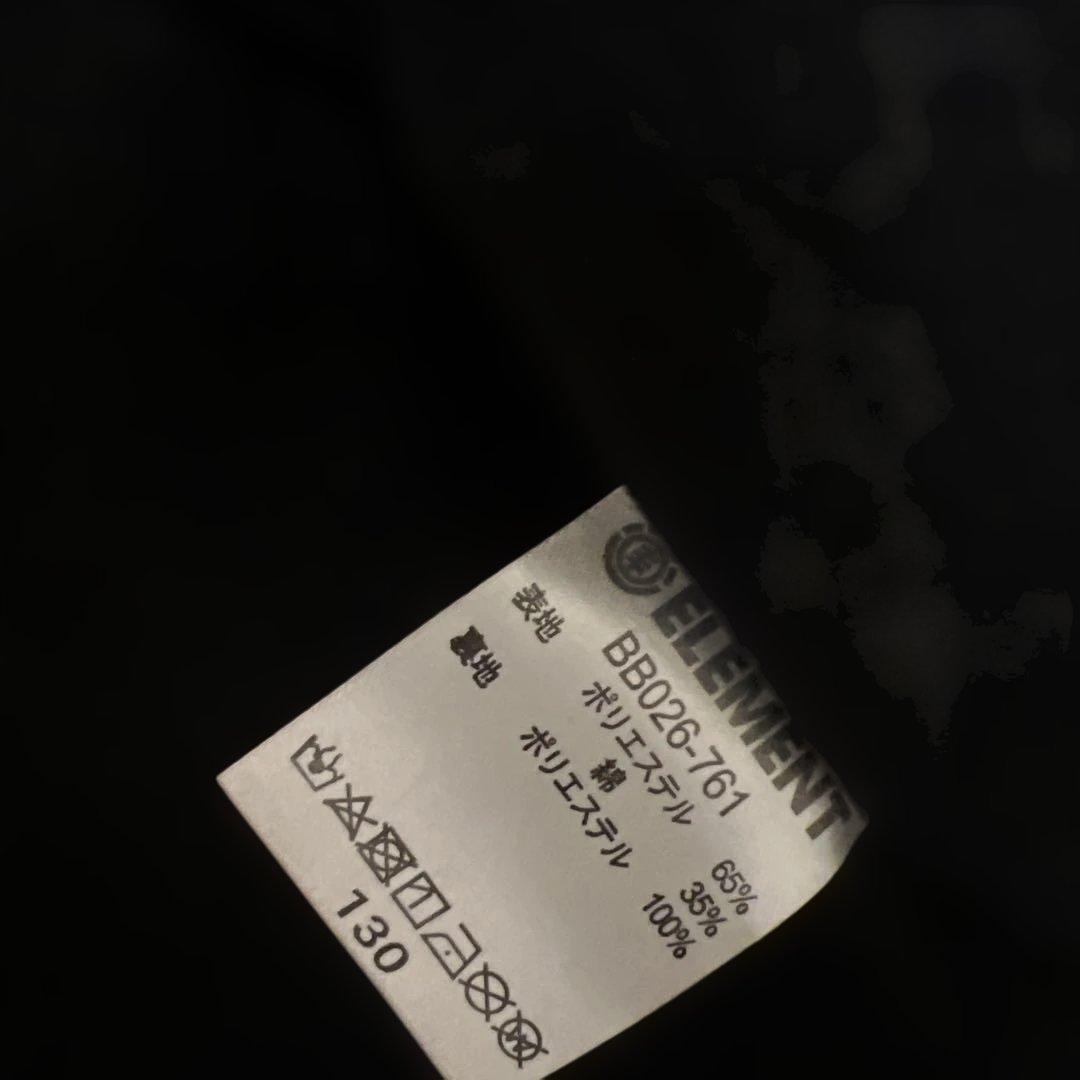 ELEMENT
BB026-761
表地 ポリエステル 65%
綿 35%
裏地 ポリエステル 100%
130